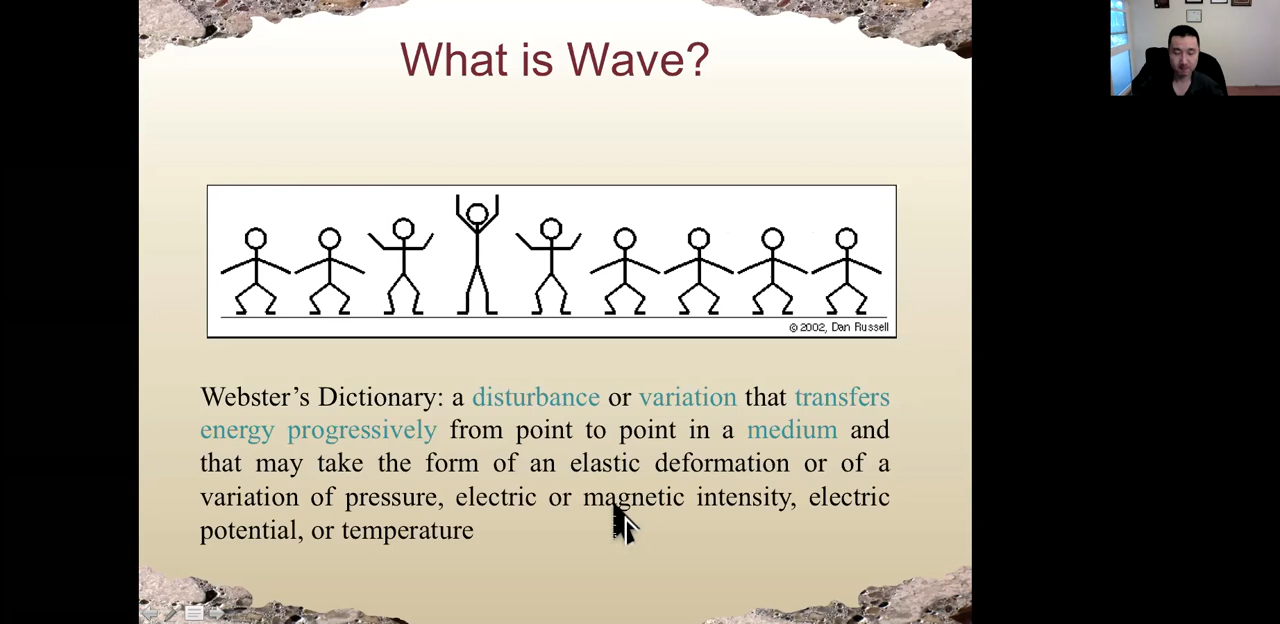 What is Wave?
© 2002, Dan Russell
Webster’s Dictionary: a disturbance or variation that transfers
energy progressively from point to point in a medium and
that may take the form of an elastic deformation or of a
variation of pressure, electric or magnetic intensity, electric
potential, or temperature